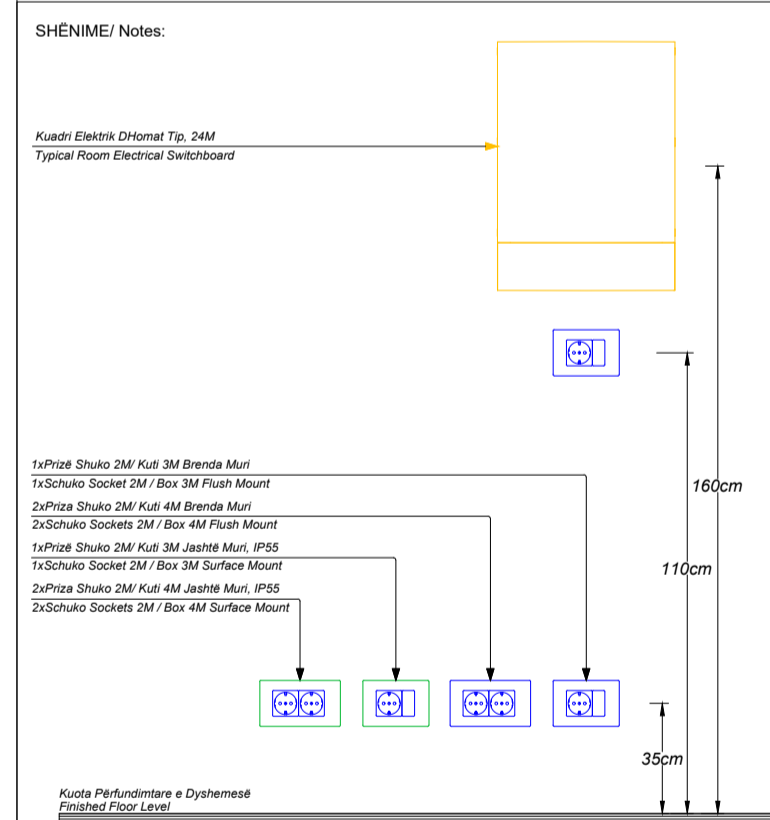 SHËNIME/ Notes:
Kuadri Elektrik DHomat Tip, 24M
Typical Room Electrical Switchboard
1xPrizë Shuko 2M/ Kuti 3M Brenda Muri
1xSchuko Socket 2M / Box 3M Flush Mount
2xPriza Shuko 2M/ Kuti 4M Brenda Muri
2xSchuko Sockets 2M / Box 4M Flush Mount
1xPrizë Shuko 2M/ Kuti 3M Jashtë Muri, IP55
1xSchuko Socket 2M / Box 3M Surface Mount
2xPriza Shuko 2M/ Kuti 4M Jashtë Muri, IP55
2xSchuko Sockets 2M / Box 4M Surface Mount
160cm
110cm
35cm
Kuota Përfundimtare e Dyshemesë
Finished Floor Level